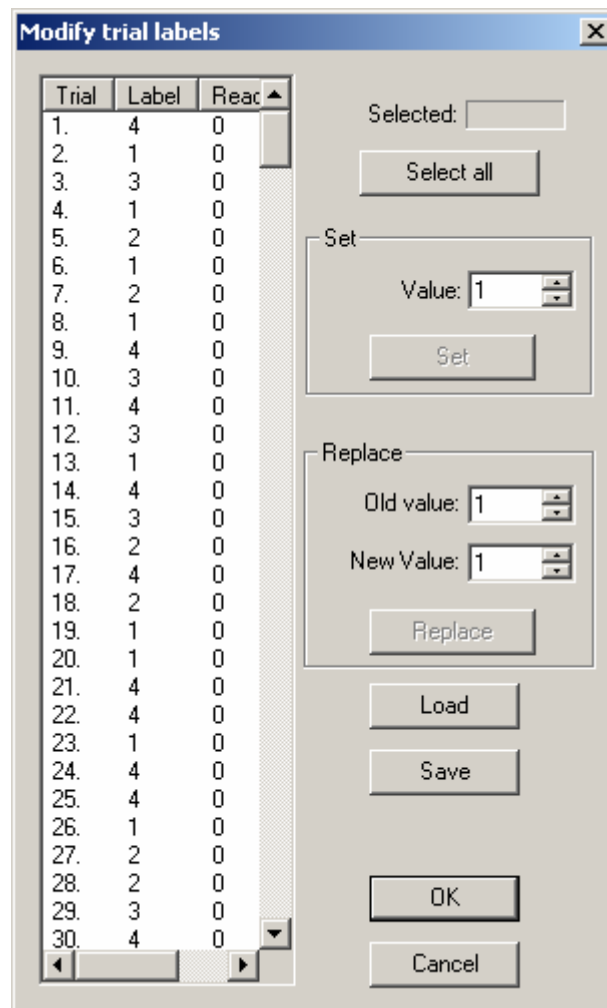 Modify trial labels
Trial Label Reac
1. 4 0
2. 1 0
3. 3 0
4. 1 0
5. 2 0
6. 1 0
7. 2 0
8. 1 0
9. 4 0
10. 3 0
11. 4 0
12. 3 0
13. 1 0
14. 4 0
15. 3 0
16. 2 0
17. 4 0
18. 2 0
19. 1 0
20. 1 0
21. 4 0
22. 4 0
23. 1 0
24. 4 0
25. 4 0
26. 1 0
27. 2 0
28. 2 0
29. 3 0
30. 4 0
Selected:
Select all
Set
Value: 1
Set
Replace
Old value: 1
New Value: 1
Replace
Load
Save
OK
Cancel